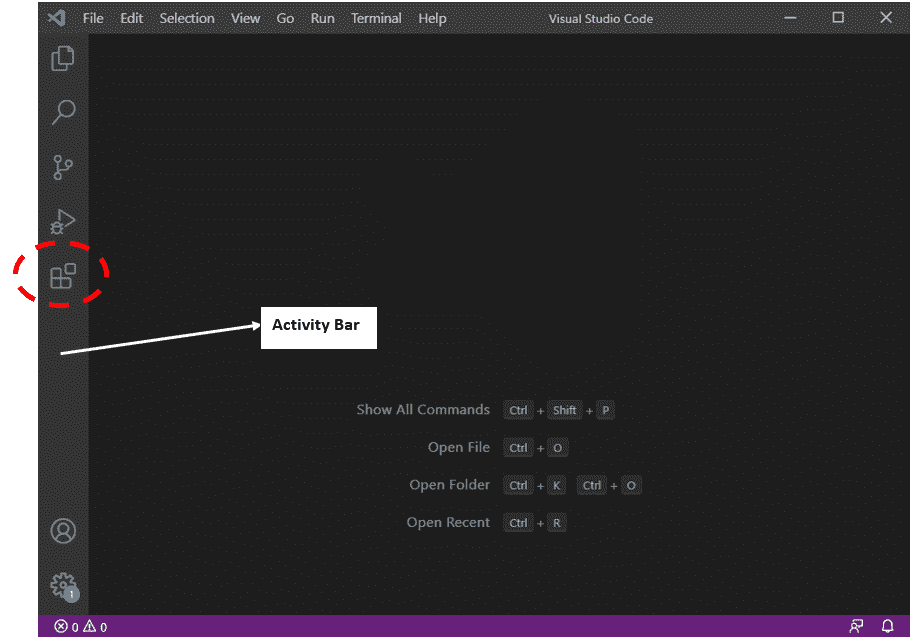 File Edit Selection View Go Run Terminal Help Visual Studio Code
Activity Bar
Show All Commands Ctrl + Shift + P
Open File Ctrl + O
Open Folder Ctrl + K Ctrl + O
Open Recent Ctrl + R
1
0 0